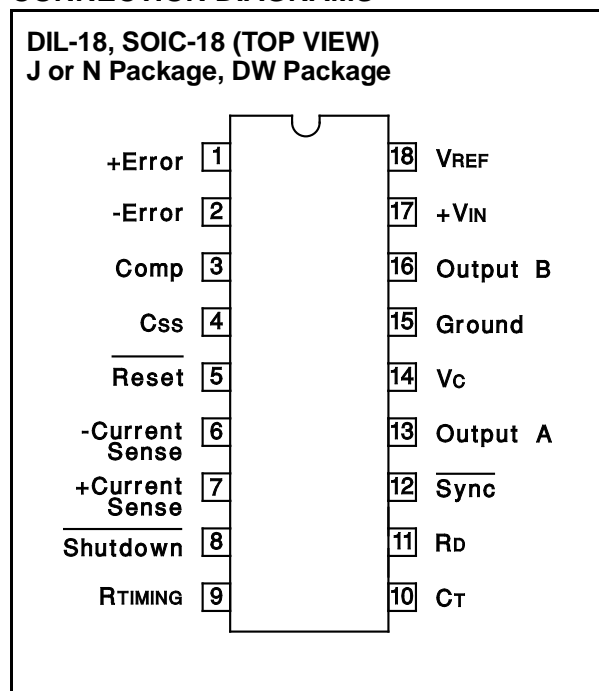 DIL-18, SOIC-18 (TOP VIEW)
J or N Package, DW Package
+Error 1 18 VREF
-Error 2 17 +VIN
Comp 3 16 Output B
Css 4 15 Ground
Reset 5 14 Vc
-Current Sense 6 13 Output A
+Current Sense 7 12 Sync
Shutdown 8 11 RD
RTIMING 9 10 CT